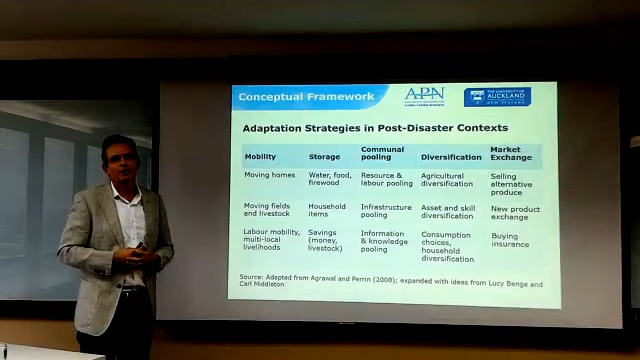 Conceptual Framework
APN
GLOBAL CHANGE RESEARCH
THE UNIVERSITY OF
AUCKLAND
NEW ZEALAND
Adaptation Strategies in Post-Disaster Contexts
Mobility
Storage
Communal
pooling
Diversification
Market
Exchange
Moving homes
Water, food,
firewood
Resource &
labour pooling
Agricultural
diversification
Selling
alternative
produce
Moving fields
and livestock
Household
items
Infrastructure
pooling
Asset and skill
diversification
New product
exchange
Labour mobility,
multi-local
livelihoods
Savings
(money,
livestock)
Information
& knowledge
pooling
Consumption
choices,
household
diversification
Buying
insurance
Source: Adapted from Agrawal and Perrin (2008); expanded with ideas from Lucy Benge and
Carl Middleton